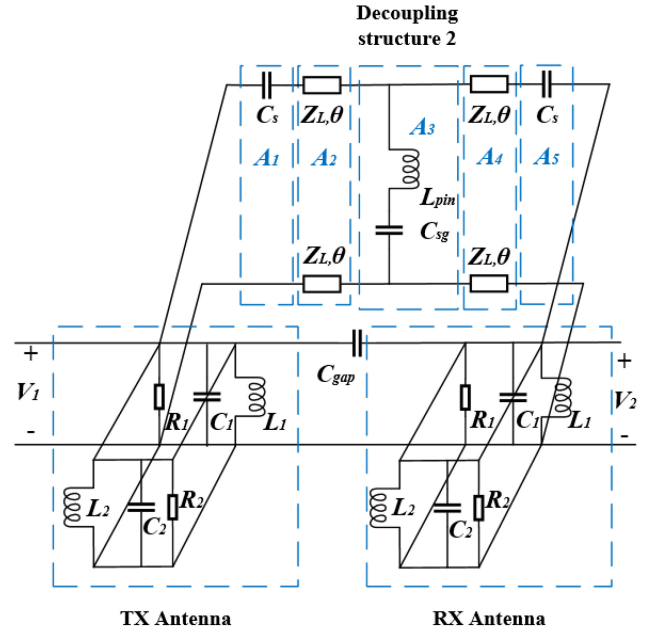 Decoupling
structure 2
Cs ZL,θ ZL,θ Cs
A1 A2 A3 A4 A5
Lpin
Csg
ZL,θ ZL,θ
+ +
V1 Cgap V2
- -
R1 C1 L1 R1 C1 L1
L2 C2 R2 L2 C2 R2
TX Antenna RX Antenna